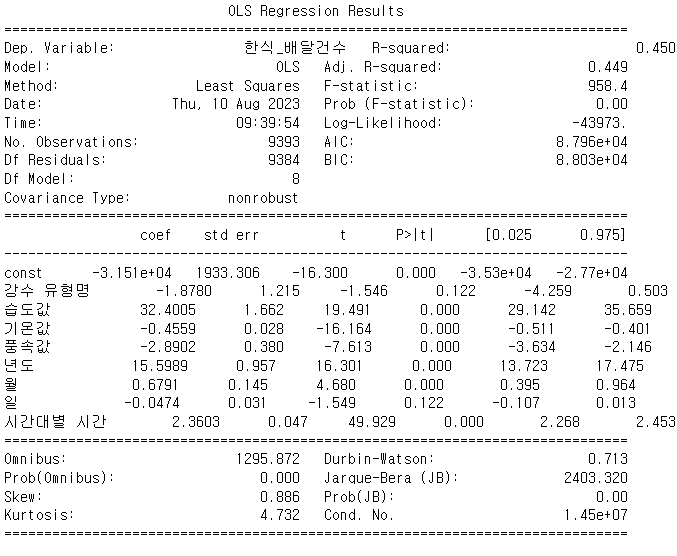 OLS Regression Results
==============================================================================
Dep. Variable: 한식_배달건수 R-squared: 0.450
Model: OLS Adj. R-squared: 0.449
Method: Least Squares F-statistic: 958.4
Date: Thu, 10 Aug 2023 Prob (F-statistic): 0.00
Time: 09:39:54 Log-Likelihood: -43973.
No. Observations: 9393 AIC: 8.796e+04
Df Residuals: 9384 BIC: 8.803e+04
Df Model: 8
Covariance Type: nonrobust
==============================================================================
coef std err t P>|t| [0.025 0.975]
------------------------------------------------------------------------------
const -3.151e+04 1933.306 -16.300 0.000 -3.53e+04 -2.77e+04
강수 유형명 -1.8780 1.215 -1.546 0.122 -4.259 0.503
습도값 32.4005 1.662 19.491 0.000 29.142 35.659
기온값 -0.4559 0.028 -16.164 0.000 -0.511 -0.401
풍속값 -2.8902 0.380 -7.613 0.000 -3.634 -2.146
년도 15.5989 0.957 16.301 0.000 13.723 17.475
월 0.6791 0.145 4.680 0.000 0.395 0.964
일 -0.0474 0.031 -1.549 0.122 -0.107 0.013
시간대별 시간 2.3603 0.047 49.929 0.000 2.268 2.453
==============================================================================
Omnibus: 1295.872 Durbin-Watson: 0.713
Prob(Omnibus): 0.000 Jarque-Bera (JB): 2403.320
Skew: 0.886 Prob(JB): 0.00
Kurtosis: 4.732 Cond. No. 1.45e+07
==============================================================================